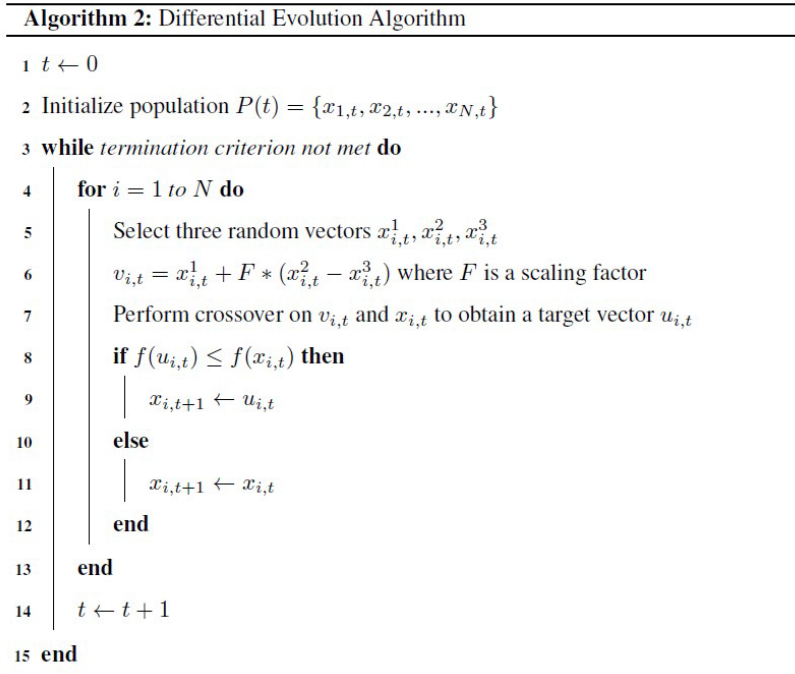 Algorithm 2: Differential Evolution Algorithm
1 t ← 0
2 Initialize population P(t) = {x_{1,t}, x_{2,t}, ..., x_{N,t}}
3 while termination criterion not met do
4 for i = 1 to N do
5 Select three random vectors x^1_{i,t}, x^2_{i,t}, x^3_{i,t}
6 v_{i,t} = x^1_{i,t} + F * (x^2_{i,t} − x^3_{i,t}) where F is a scaling factor
7 Perform crossover on v_{i,t} and x_{i,t} to obtain a target vector u_{i,t}
8 if f(u_{i,t}) ≤ f(x_{i,t}) then
9 x_{i,t+1} ← u_{i,t}
10 else
11 x_{i,t+1} ← x_{i,t}
12 end
13 end
14 t ← t + 1
15 end